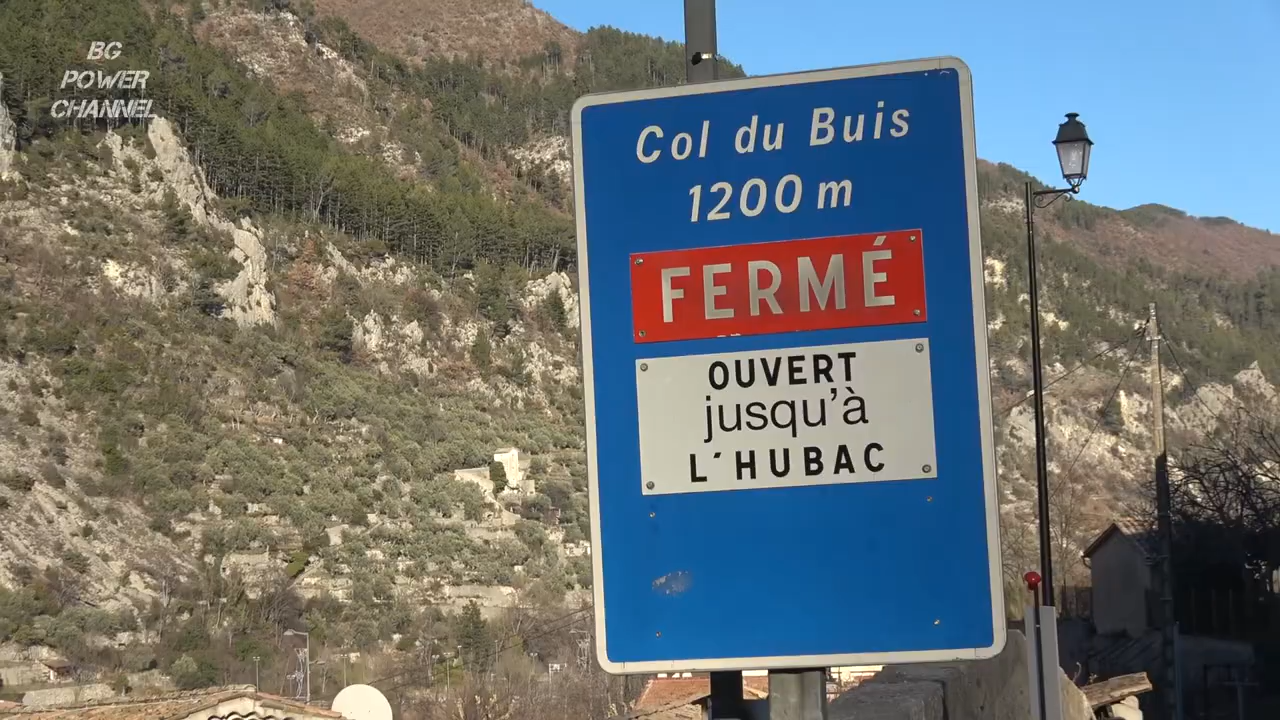 BG
POWER
CHANNEL
Col du Buis
1200 m
FERMÉ
OUVERT
jusqu'à
L'HUBAC